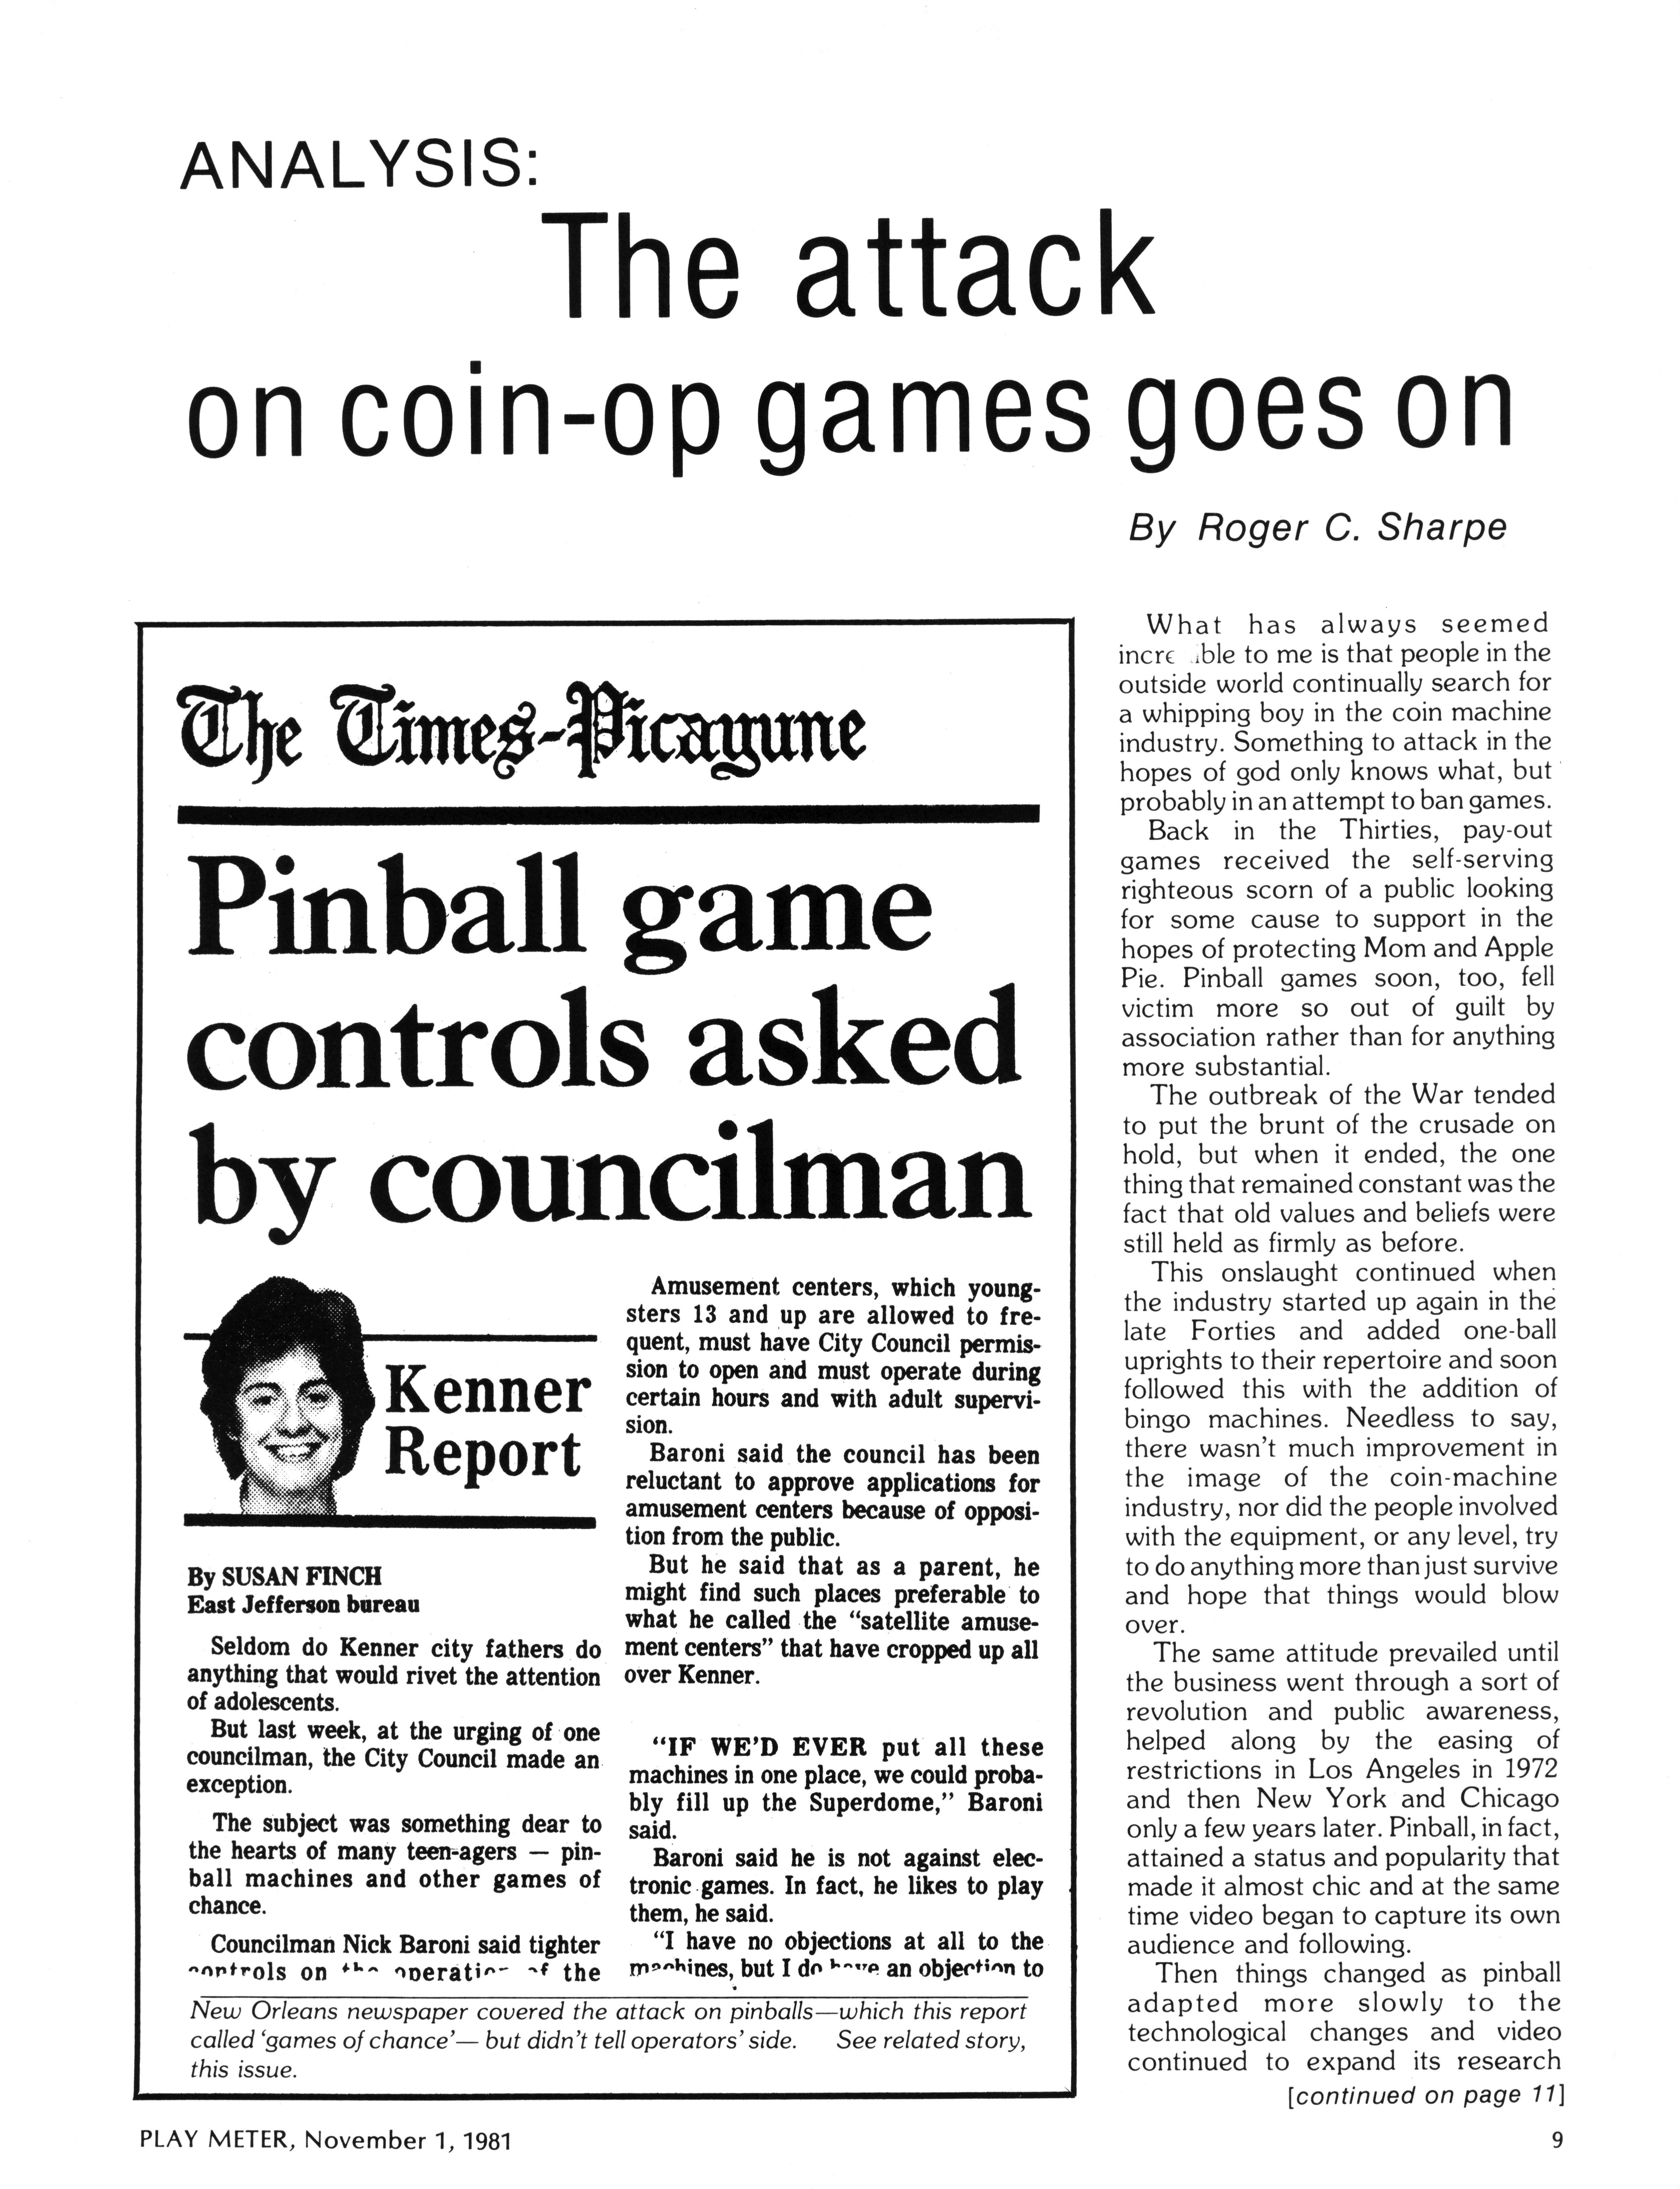 ANALYSIS:
The attack
on coin-op games goes on
By Roger C. Sharpe
The Times-Picayune
Pinball game
controls asked
by councilman
Kenner
Report
By SUSAN FINCH
East Jefferson bureau
Seldom do Kenner city fathers do
anything that would rivet the attention
of adolescents.
But last week, at the urging of one
councilman, the City Council made an
exception.
The subject was something dear to
the hearts of many teen-agers — pin-
ball machines and other games of
chance.
Councilman Nick Baroni said tighter
controls on the operation of the
Amusement centers, which young-
sters 13 and up are allowed to fre-
quent, must have City Council permis-
sion to open and must operate during
certain hours and with adult supervi-
sion.
Baroni said the council has been
reluctant to approve applications for
amusement centers because of opposi-
tion from the public.
But he said that as a parent, he
might find such places preferable to
what he called the “satellite amuse-
ment centers” that have cropped up all
over Kenner.
“IF WE’D EVER put all these
machines in one place, we could proba-
bly fill up the Superdome,” Baroni
said.
Baroni said he is not against elec-
tronic games. In fact, he likes to play
them, he said.
“I have no objections at all to the
machines, but I do have an objection to
New Orleans newspaper covered the attack on pinballs—which this report
called ‘games of chance’— but didn’t tell operators’ side. See related story,
this issue.
What has always seemed
to me is that people in the
outside world continually search for
a whipping boy in the coin machine
industry. Something to attack in the
hopes of god only knows what, but
probably in an attempt to ban games.
Back in the Thirties, pay-out
games received the self-serving
righteous scorn of a public looking
for some cause to support in the
hopes of protecting Mom and Apple
Pie. Pinball games soon, too, fell
victim more so out of guilt by
association rather than for anything
more substantial.
The outbreak of the War tended
to put the brunt of the crusade on
hold, but when it ended, the one
thing that remained constant was the
fact that old values and beliefs were
still held as firmly as before.
This onslaught continued when
the industry started up again in the
late Forties and added one-ball
uprights to their repertoire and soon
followed this with the addition of
bingo machines. Needless to say,
there wasn’t much improvement in
the image of the coin-machine
industry, nor did the people involved
with the equipment, or any level, try
to do anything more than just survive
and hope that things would blow
over.
The same attitude prevailed until
the business went through a sort of
revolution and public awareness,
helped along by the easing of
restrictions in Los Angeles in 1972
and then New York and Chicago
only a few years later. Pinball, in fact,
attained a status and popularity that
made it almost chic and at the same
time video began to capture its own
audience and following.
Then things changed as pinball
adapted more slowly to the
technological changes and video
continued to expand its research
[continued on page 11]
PLAY METER, November 1, 1981
9